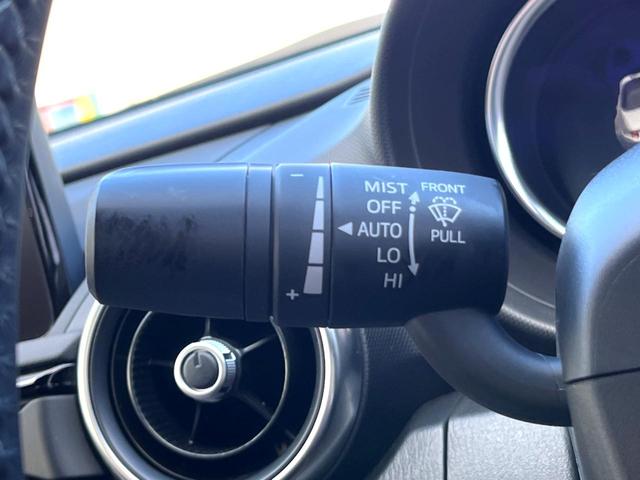 −
+
MIST
OFF
AUTO
LO
HI
FRONT
PULL